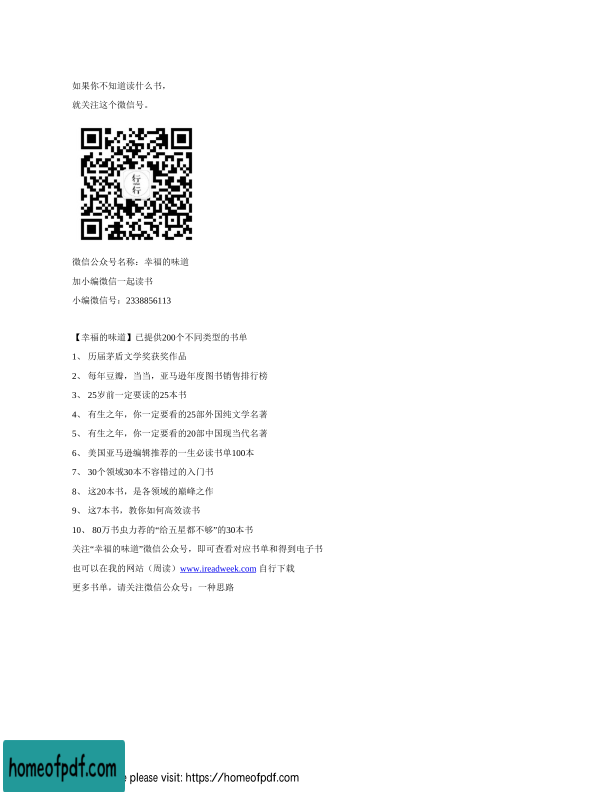 如果你不知道读什么书，
就关注这个微信号。
行
行
微信公众号名称：幸福的味道
加小编微信一起读书
小编微信号：2338856113
【幸福的味道】已提供200个不同类型的书单
1、 历届茅盾文学奖获奖作品
2、 每年豆瓣，当当，亚马逊年度图书销售排行榜
3、 25岁前一定要读的25本书
4、 有生之年，你一定要看的25部外国纯文学名著
5、 有生之年，你一定要看的20部中国现当代名著
6、 美国亚马逊编辑推荐的一生必读书单100本
7、 30个领域30本不容错过的入门书
8、 这20本书，是各领域的巅峰之作
9、 这7本书，教你如何高效读书
10、 80万书虫力荐的“给五星都不够”的30本书
关注“幸福的味道”微信公众号，即可查看对应书单和得到电子书
也可以在我的网站（周读）www.ireadweek.com 自行下载
更多书单，请关注微信公众号：一种思路
homeofpdf.com
e please visit: https://homeofpdf.com